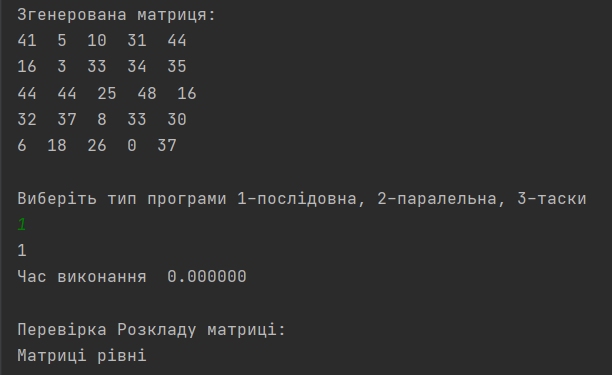 Згенерована матриця:
41  5  10  31  44
16  3  33  34  35
44  44  25  48  16
32  37  8  33  30
6  18  26  0  37
Виберіть тип програми 1-послідовна, 2-паралельна, 3-таски
1
1
Час виконання  0.000000
Перевірка Розкладу матриці:
Матриці рівні